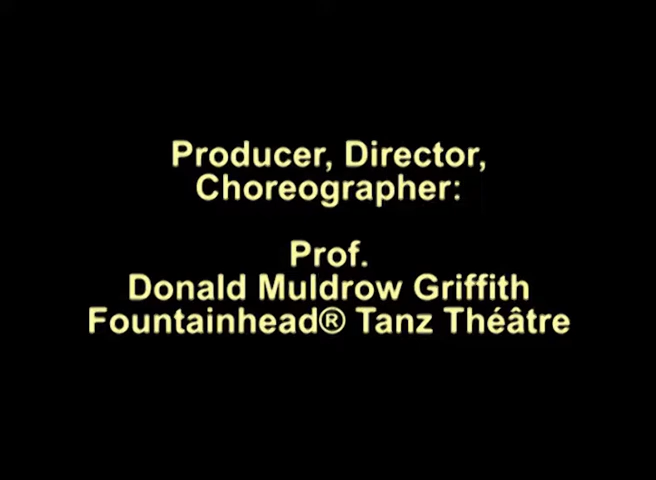 Producer, Director,
Choreographer:
Prof.
Donald Muldrow Griffith
Fountainhead® Tanz Théâtre